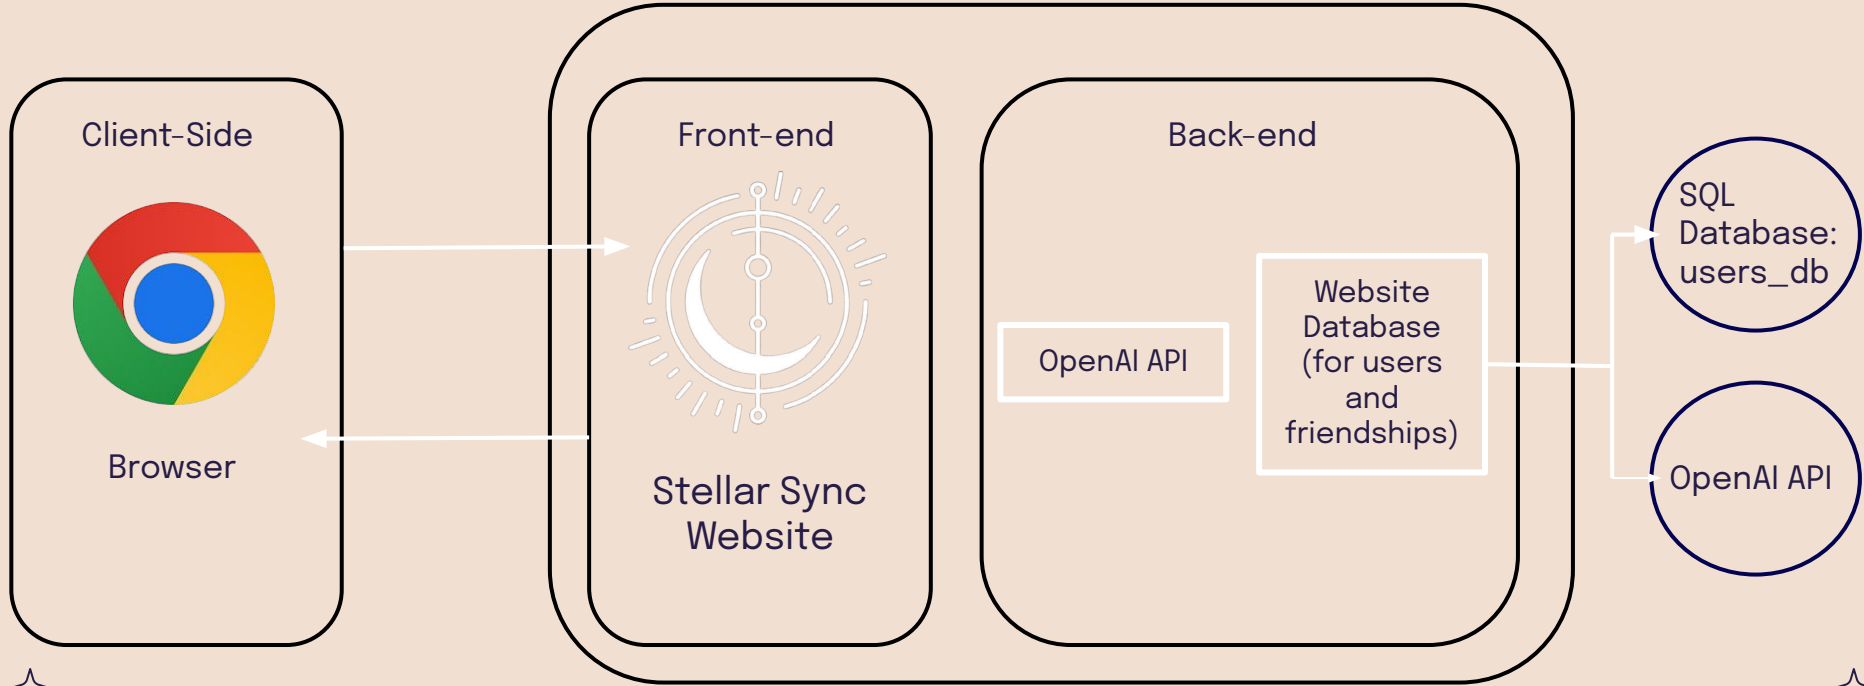 Client-Side
Browser
Front-end
Stellar Sync
Website
Back-end
OpenAI API
Website
Database
(for users
and
friendships)
SQL
Database:
users_db
OpenAI API